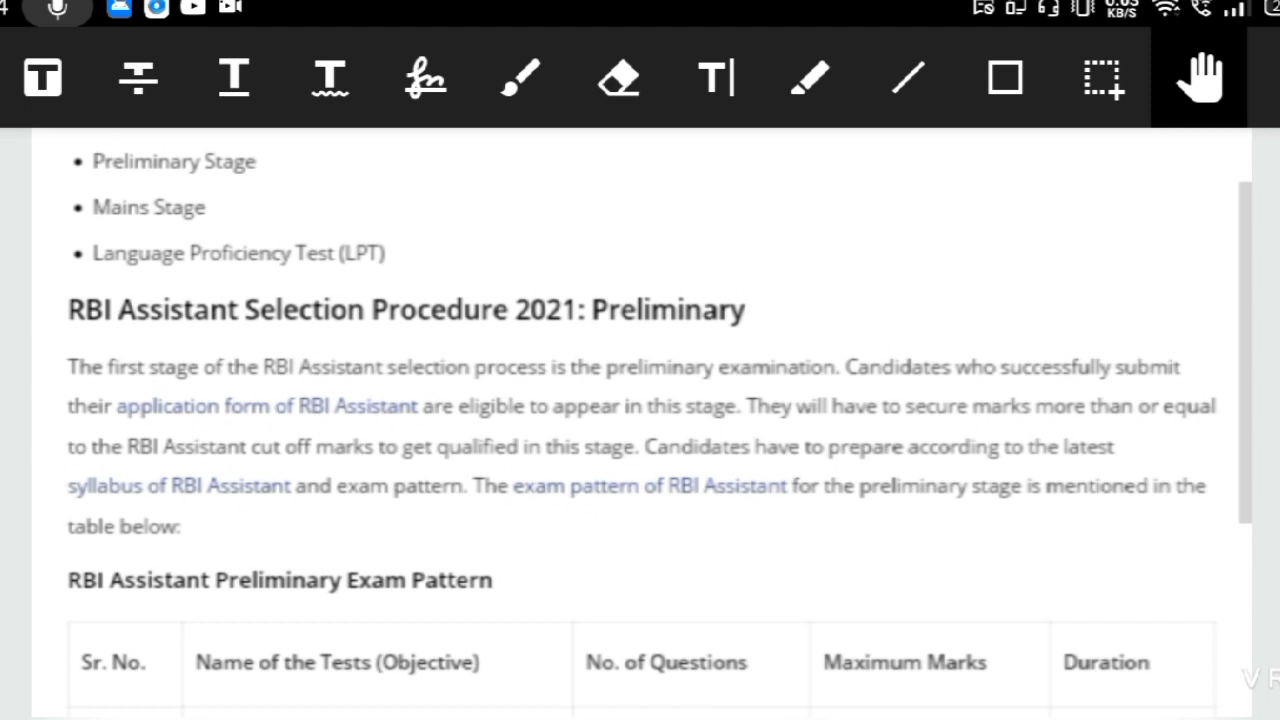 4
0.03
KB/S
2
T T T T T|
• Preliminary Stage
• Mains Stage
• Language Proficiency Test (LPT)
RBI Assistant Selection Procedure 2021: Preliminary
The first stage of the RBI Assistant selection process is the preliminary examination. Candidates who successfully submit
their application form of RBI Assistant are eligible to appear in this stage. They will have to secure marks more than or equal
to the RBI Assistant cut off marks to get qualified in this stage. Candidates have to prepare according to the latest
syllabus of RBI Assistant and exam pattern. The exam pattern of RBI Assistant for the preliminary stage is mentioned in the
table below:
RBI Assistant Preliminary Exam Pattern
Sr. No. Name of the Tests (Objective) No. of Questions Maximum Marks Duration